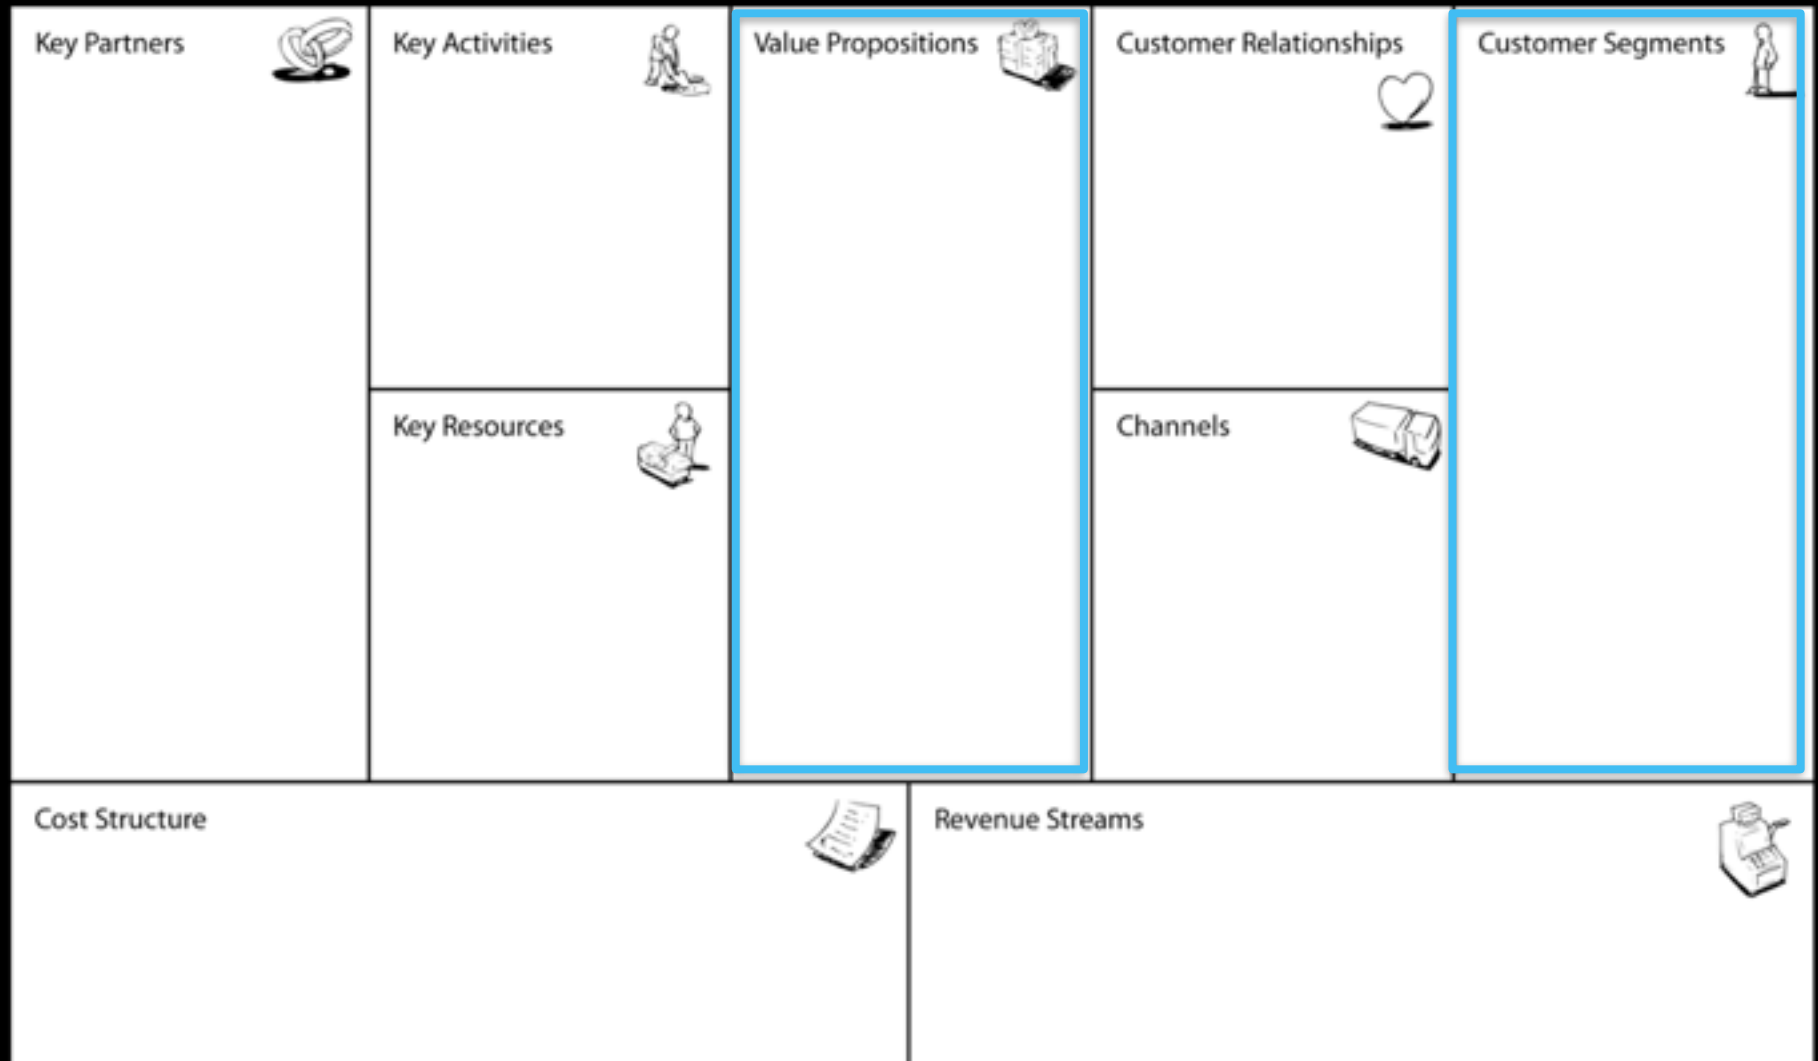 Key Partners
Key Activities
Value Propositions
Customer Relationships
Customer Segments
Key Resources
Channels
Cost Structure
Revenue Streams